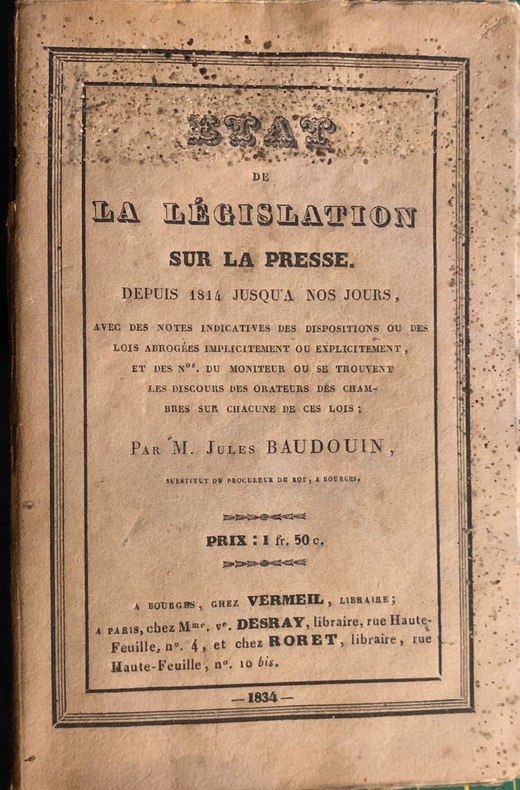 ETAT
DE
LA LÉGISLATION
SUR LA PRESSE.
DEPUIS 1814 JUSQU'A NOS JOURS,
AVEC DES NOTES INDICATIVES DES DISPOSITIONS OU DES
LOIS ABROGÉES IMPLICITEMENT OU EXPLICITEMENT,
ET DES Nos. DU MONITEUR OU SE TROUVENT
LES DISCOURS DES ORATEURS DES CHAM-
BRES SUR CHACUNE DE CES LOIS;
PAR M. JULES BAUDOUIN,
SUBSTITUT DU PROCUREUR DU ROI, A BOURGES.
PRIX : 1 fr. 50 c.
A BOURGES, CHEZ VERMEIL, LIBRAIRE;
A PARIS, chez Mme. ve. DESRAY, libraire, rue Haute-
Feuille, no. 4, et chez RORET, libraire, rue
Haute-Feuille, no. 10 bis.
—1834—